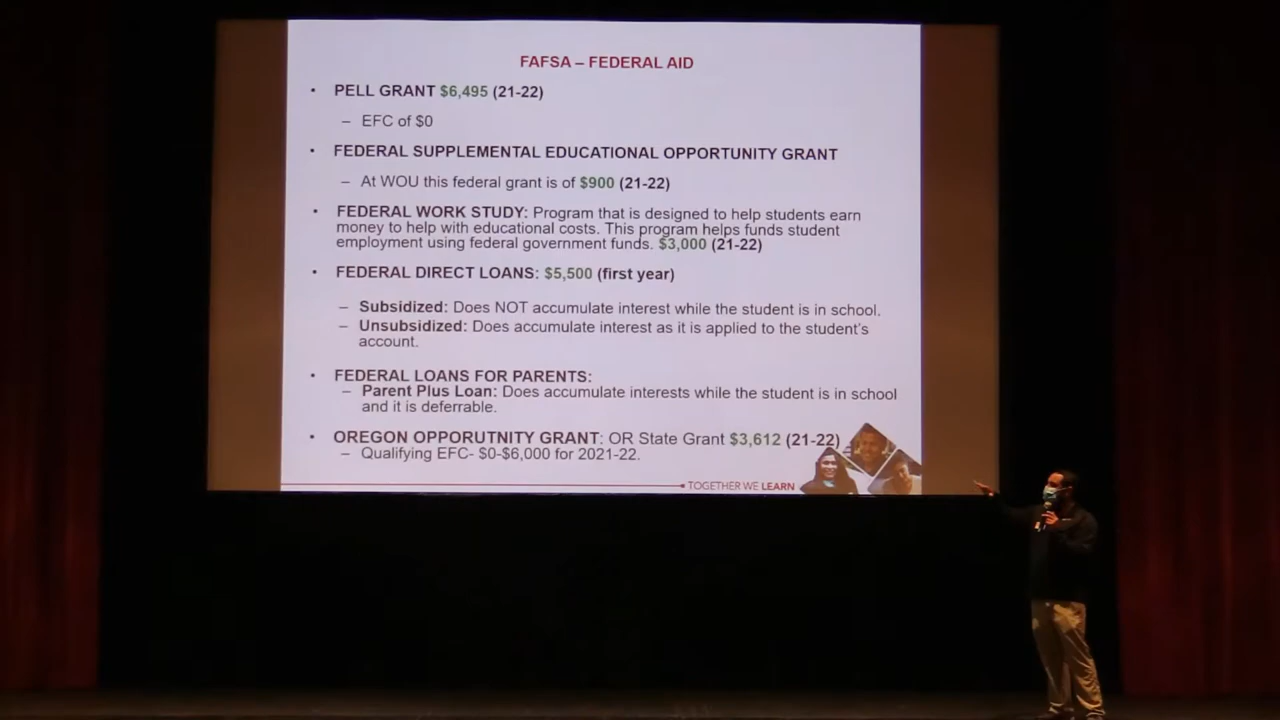 FAFSA – FEDERAL AID
• PELL GRANT $6,495 (21-22)
– EFC of $0
• FEDERAL SUPPLEMENTAL EDUCATIONAL OPPORTUNITY GRANT
– At WOU this federal grant is of $900 (21-22)
• FEDERAL WORK STUDY: Program that is designed to help students earn
money to help with educational costs. This program helps funds student
employment using federal government funds. $3,000 (21-22)
• FEDERAL DIRECT LOANS: $5,500 (first year)
– Subsidized: Does NOT accumulate interest while the student is in school.
– Unsubsidized: Does accumulate interest as it is applied to the student's
account.
• FEDERAL LOANS FOR PARENTS:
– Parent Plus Loan: Does accumulate interests while the student is in school
and it is deferrable.
• OREGON OPPORUTNITY GRANT: OR State Grant $3,612 (21-22)
– Qualifying EFC- $0-$6,000 for 2021-22.
TOGETHER WE LEARN